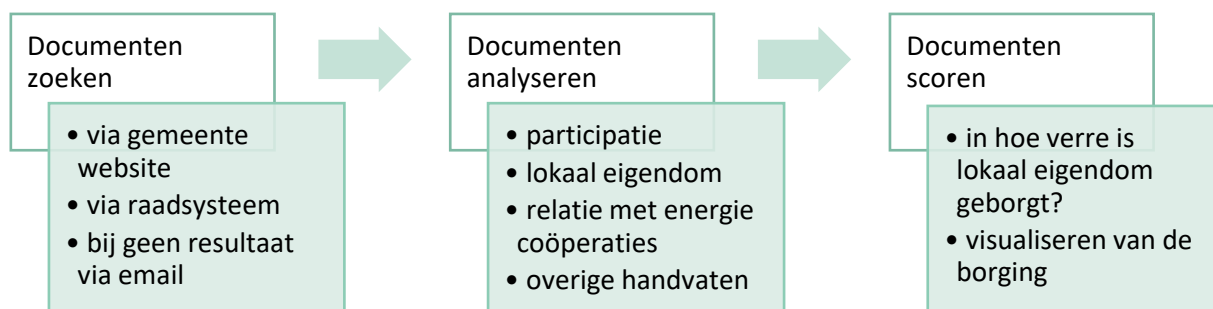 Documenten
zoeken
• via gemeente
website
• via raadsysteem
• bij geen resultaat
via email
Documenten
analyseren
• participatie
• lokaal eigendom
• relatie met energie
coöperaties
• overige handvaten
Documenten
scoren
• in hoe verre is
lokaal eigendom
geborgt?
• visualiseren van de
borging